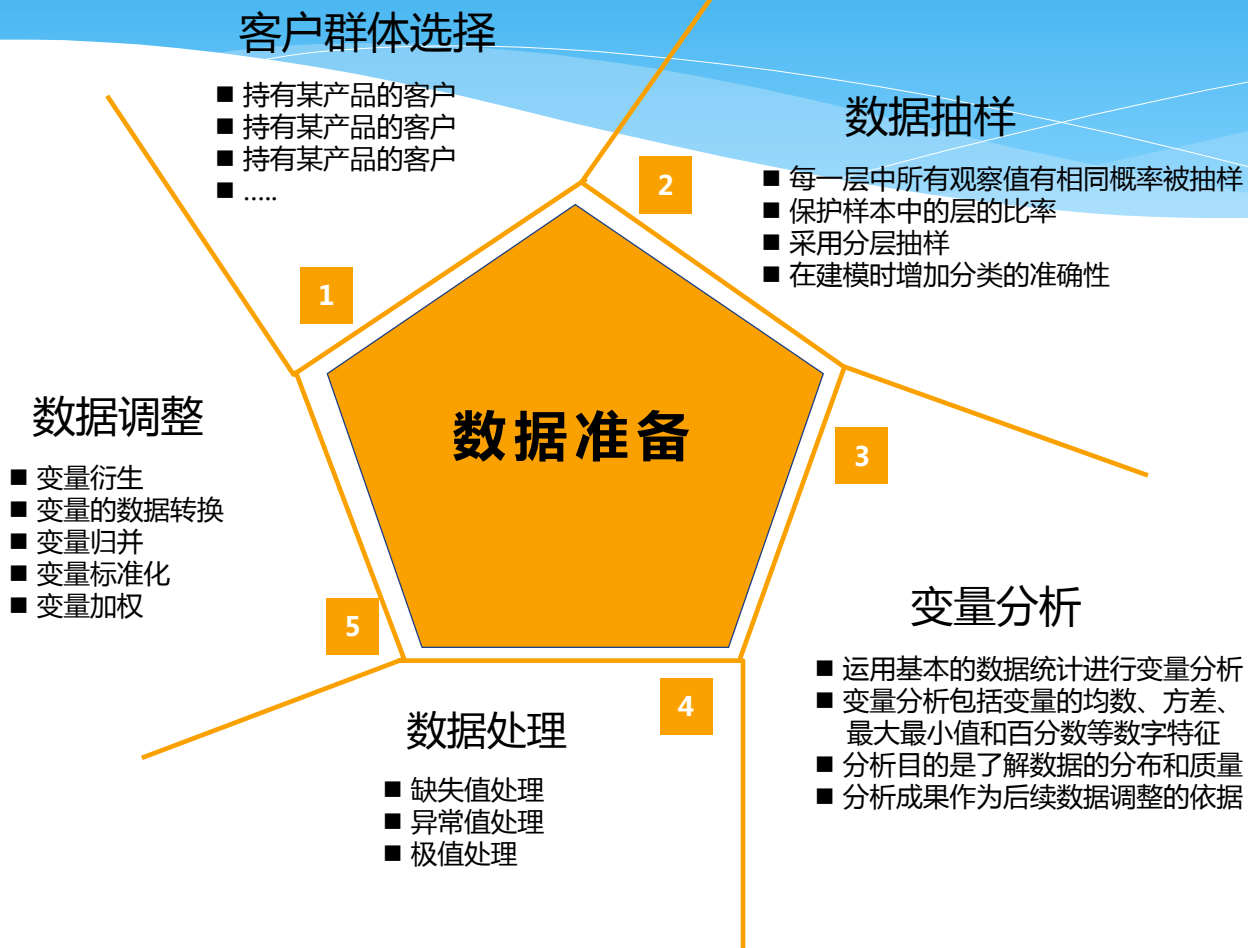 客户群体选择
■ 持有某产品的客户
■ 持有某产品的客户
■ 持有某产品的客户
■ .....
1
2
数据抽样
■ 每一层中所有观察值有相同概率被抽样
■ 保护样本中的层的比率
■ 采用分层抽样
■ 在建模时增加分类的准确性
数据准备
3
变量分析
■ 运用基本的数据统计进行变量分析
■ 变量分析包括变量的均数、方差、
最大最小值和百分数等数字特征
■ 分析目的是了解数据的分布和质量
■ 分析成果作为后续数据调整的依据
4
数据处理
■ 缺失值处理
■ 异常值处理
■ 极值处理
5
数据调整
■ 变量衍生
■ 变量的数据转换
■ 变量归并
■ 变量标准化
■ 变量加权